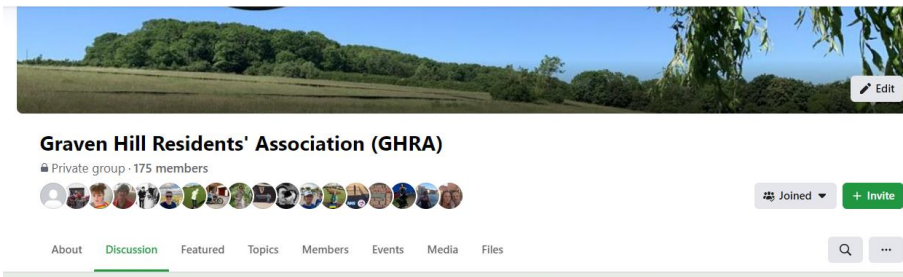 Edit
Graven Hill Residents' Association (GHRA)
Private group · 175 members
Joined
+ Invite
About Discussion Featured Topics Members Events Media Files
...